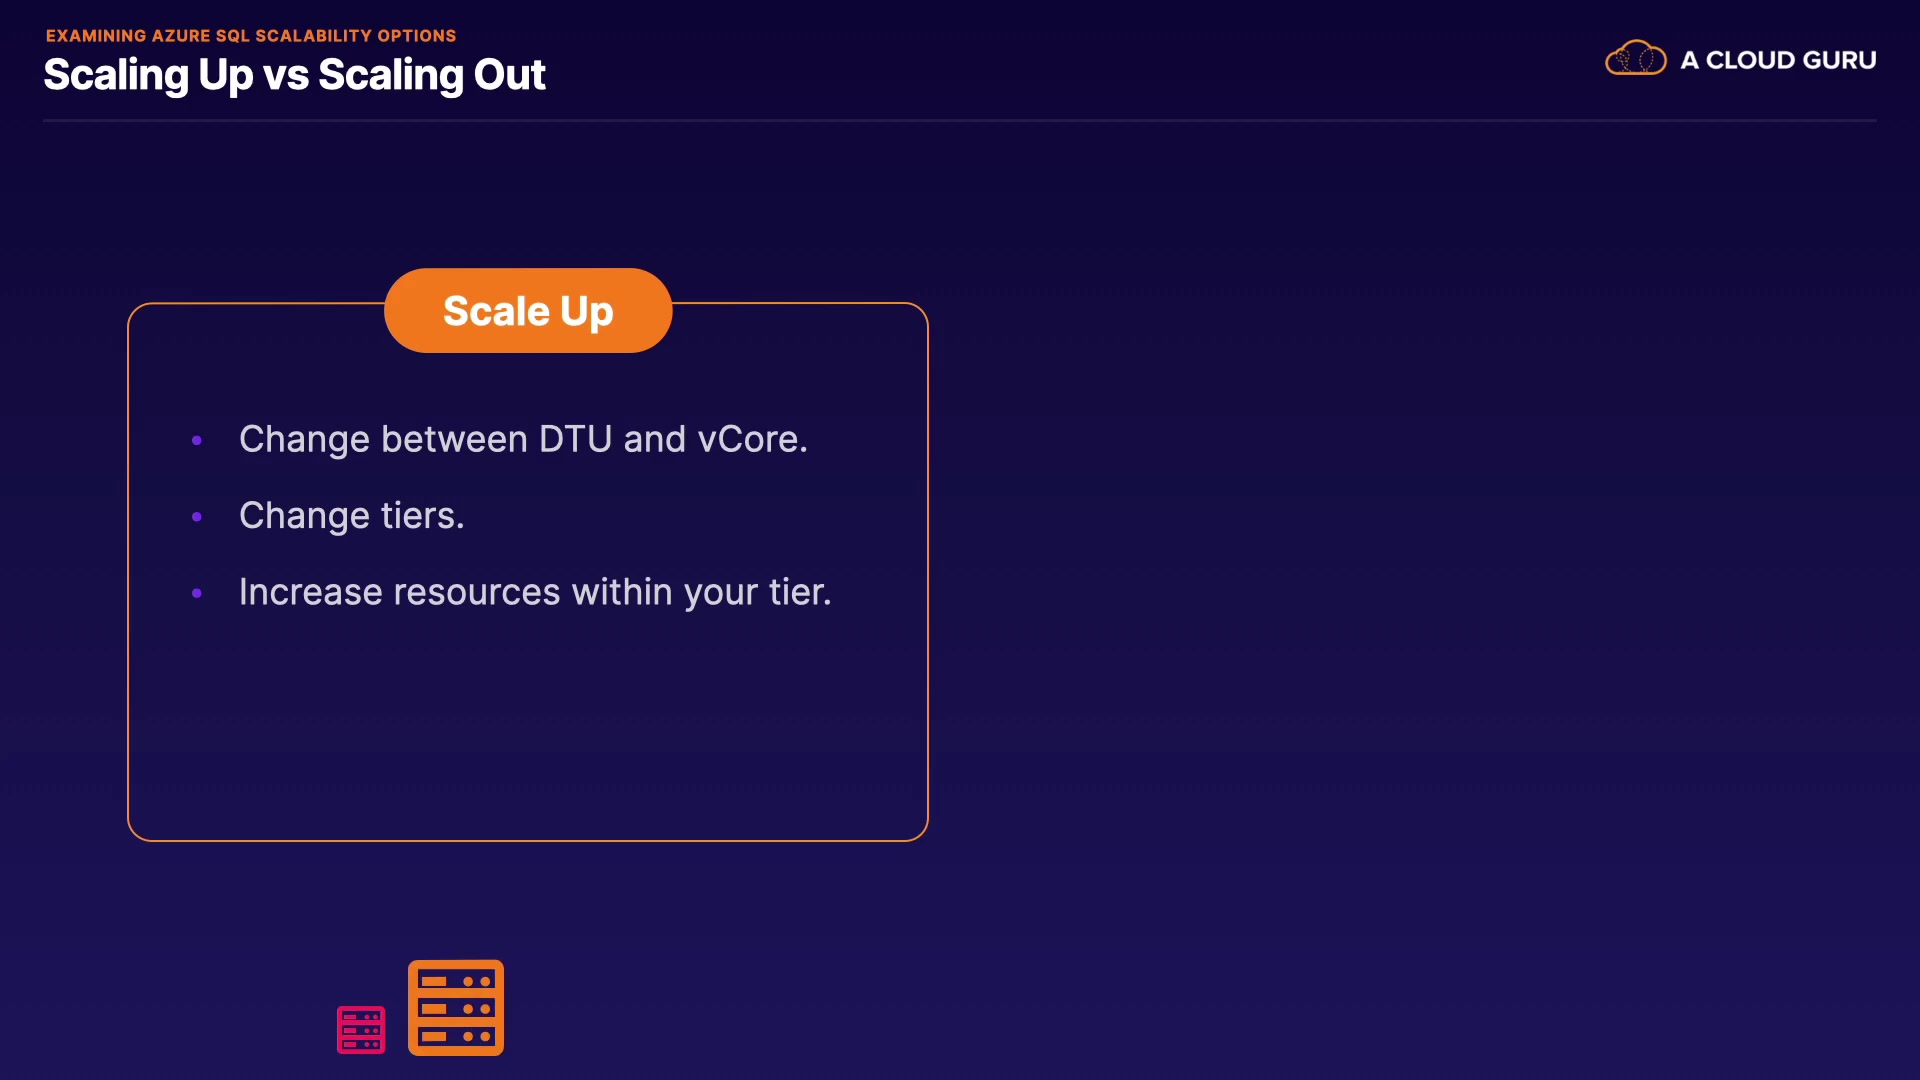 EXAMINING AZURE SQL SCALABILITY OPTIONS
Scaling Up vs Scaling Out
A CLOUD GURU
Scale Up
• Change between DTU and vCore.
• Change tiers.
• Increase resources within your tier.